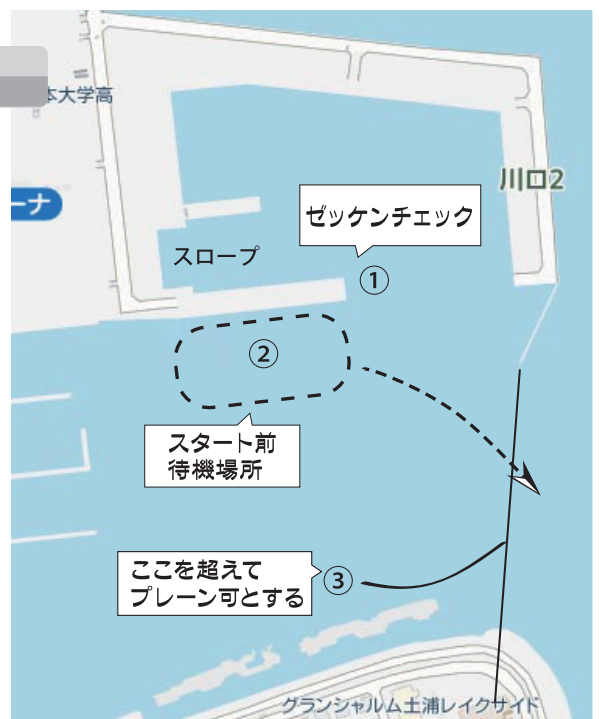 本大学高
川口2
ーナ
ゼッケンチェック
スロープ
①
②
スタート前
待機場所
ここを超えて
プレーン可とする
③
グランシャルム土浦レイクサイド